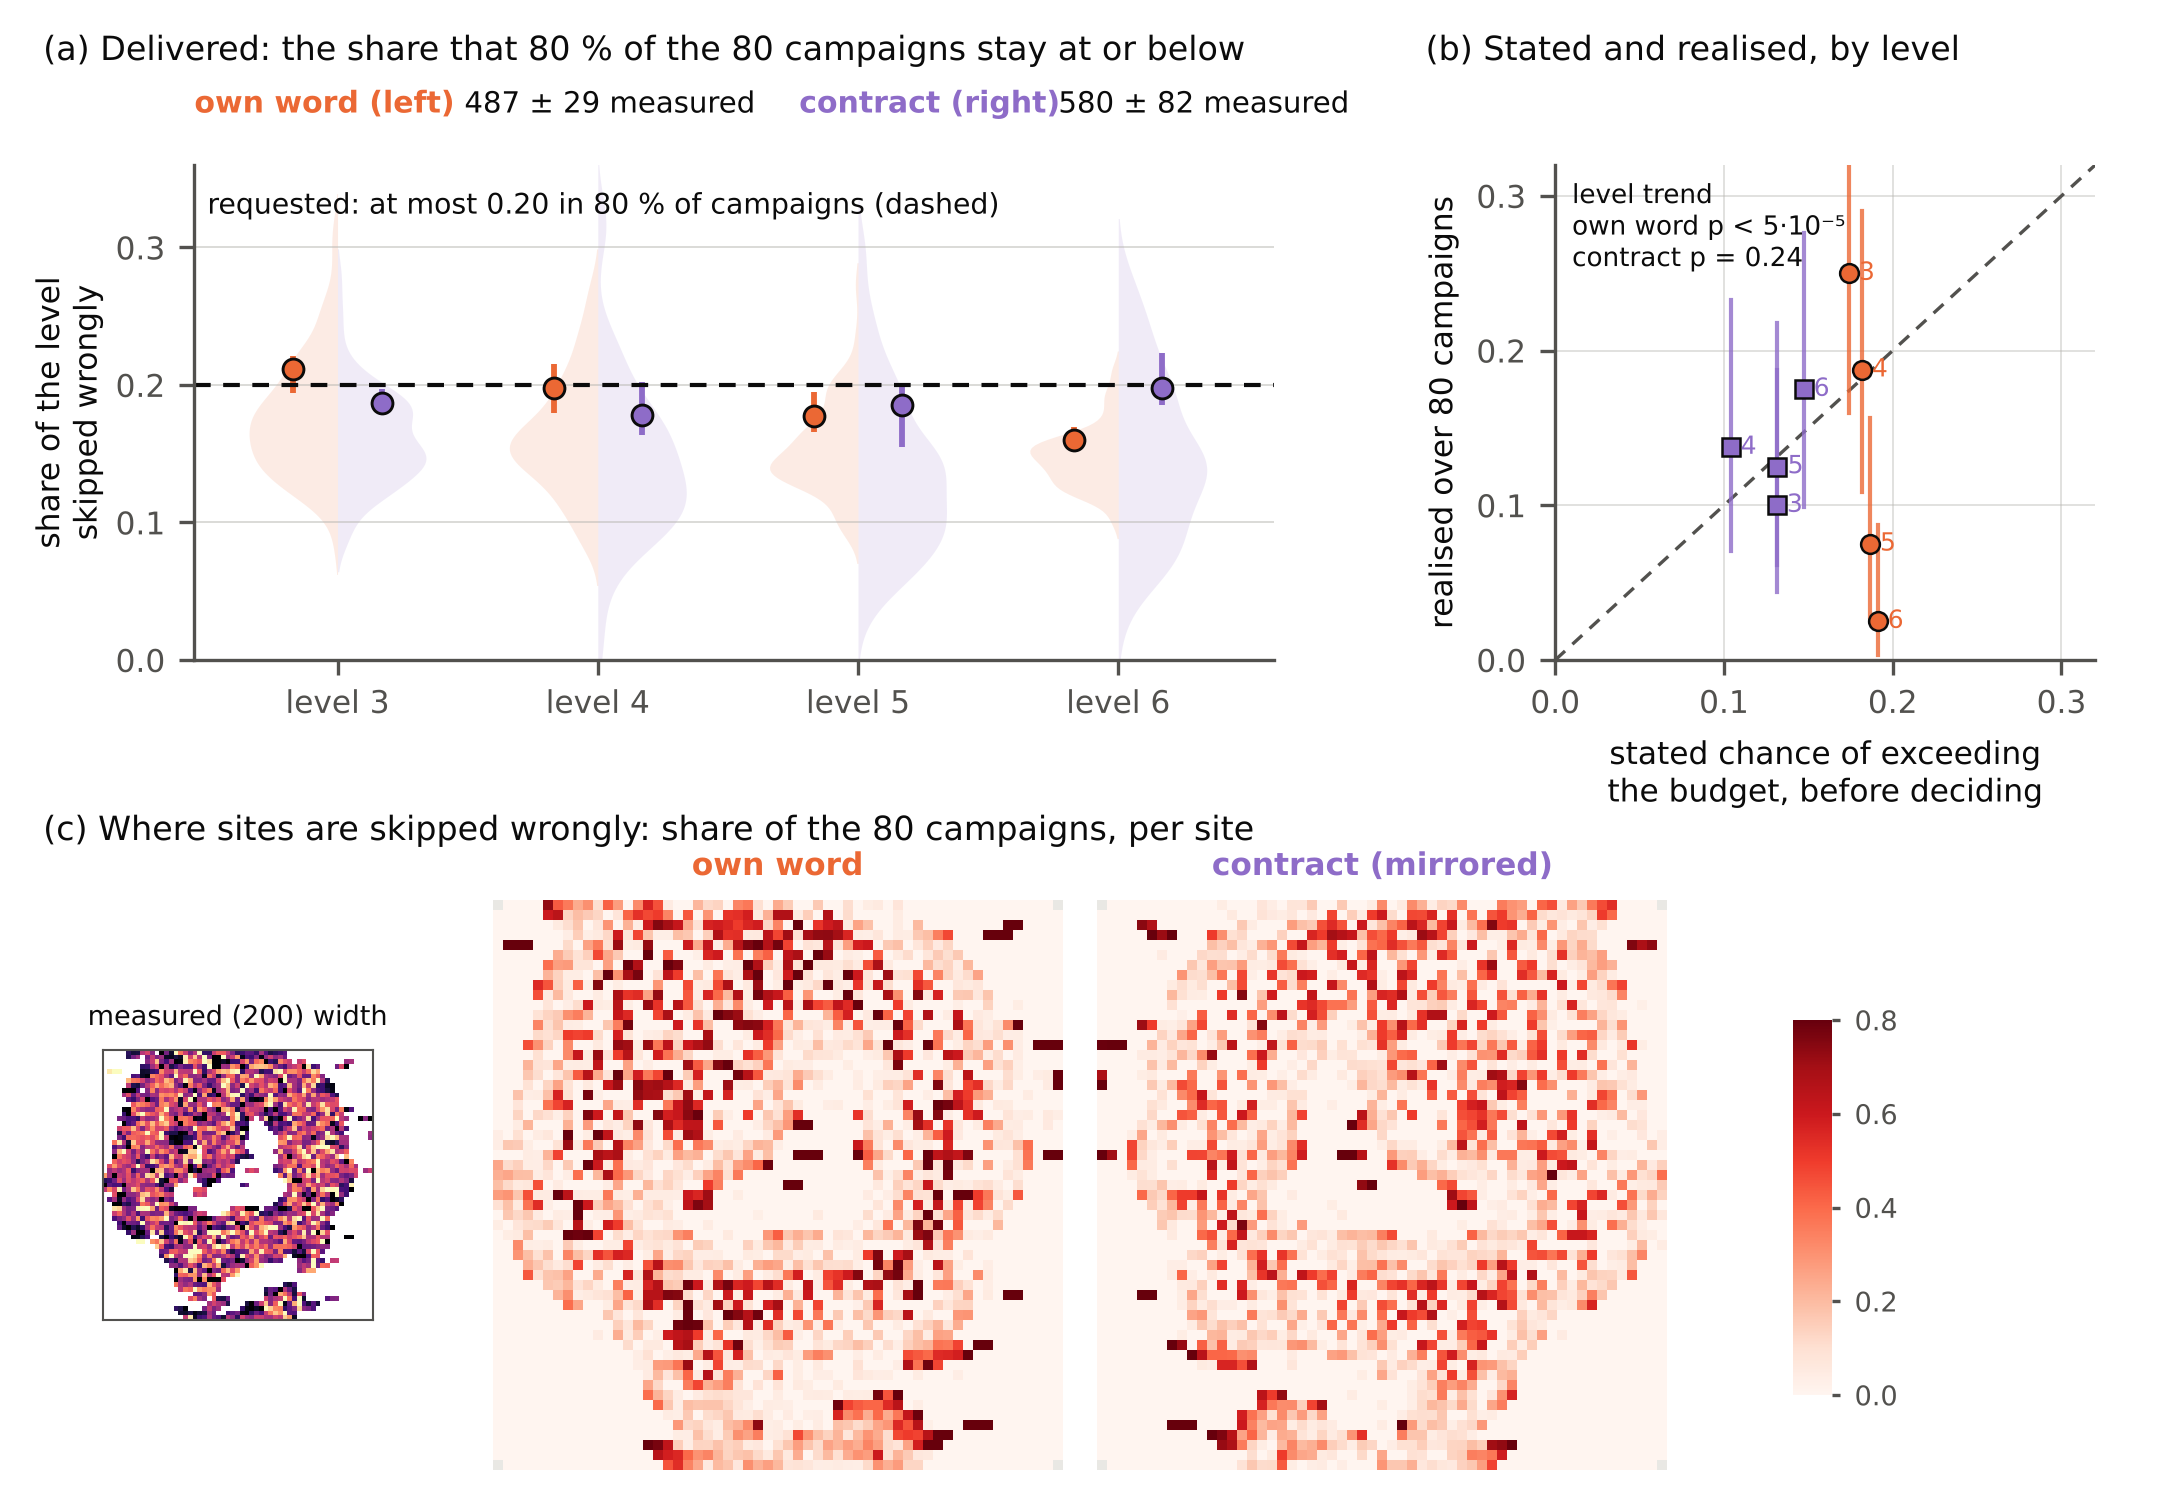 (a) Delivered: the share that 80 % of the 80 campaigns stay at or below
own word (left) 487 ± 29 measured contract (right) 580 ± 82 measured
requested: at most 0.20 in 80 % of campaigns (dashed)
share of the level
skipped wrongly
0.3
0.2
0.1
0.0
level 3 level 4 level 5 level 6
(b) Stated and realised, by level
level trend
own word p < 5·10⁻⁵
contract p = 0.24
realised over 80 campaigns
0.3
0.2
0.1
0.0
3
4
6
4
5
3
5
6
0.0 0.1 0.2 0.3
stated chance of exceeding
the budget, before deciding
(c) Where sites are skipped wrongly: share of the 80 campaigns, per site
own word contract (mirrored)
measured (200) width
0.8
0.6
0.4
0.2
0.0